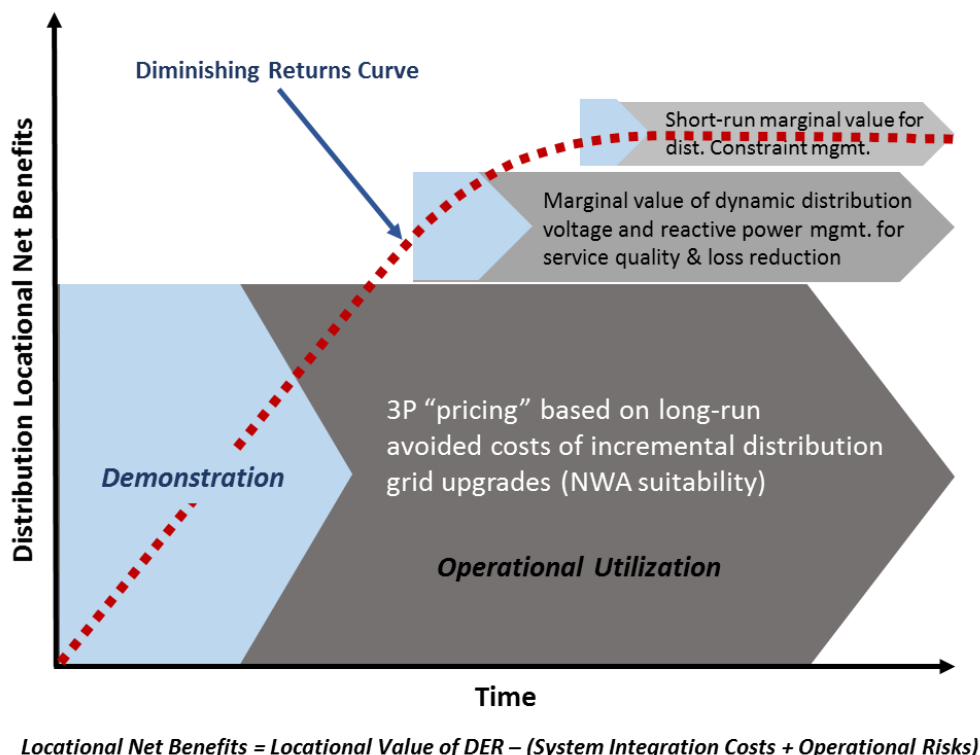 Distribution Locational Net Benefits
Diminishing Returns Curve
Short-run marginal value for
dist. Constraint mgmt.
Marginal value of dynamic distribution
voltage and reactive power mgmt. for
service quality & loss reduction
3P “pricing” based on long-run
avoided costs of incremental distribution
grid upgrades (NWA suitability)
Demonstration
Operational Utilization
Time
Locational Net Benefits = Locational Value of DER – (System Integration Costs + Operational Risks)